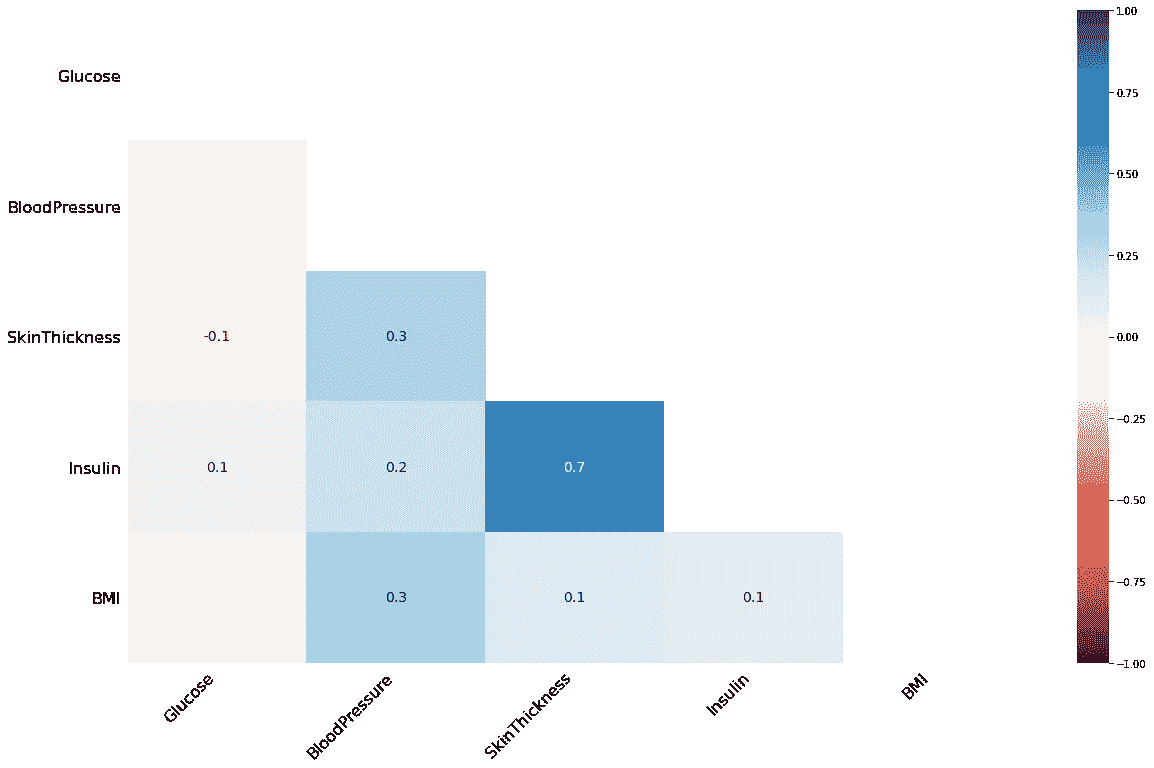 1.00
Glucose
0.75
BloodPressure
0.50
0.25
SkinThickness -0.1 0.3
0.00
−0.25
Insulin 0.1 0.2 0.7
−0.50
−0.75
BMI 0.3 0.1 0.1
−1.00
Glucose BloodPressure SkinThickness Insulin BMI